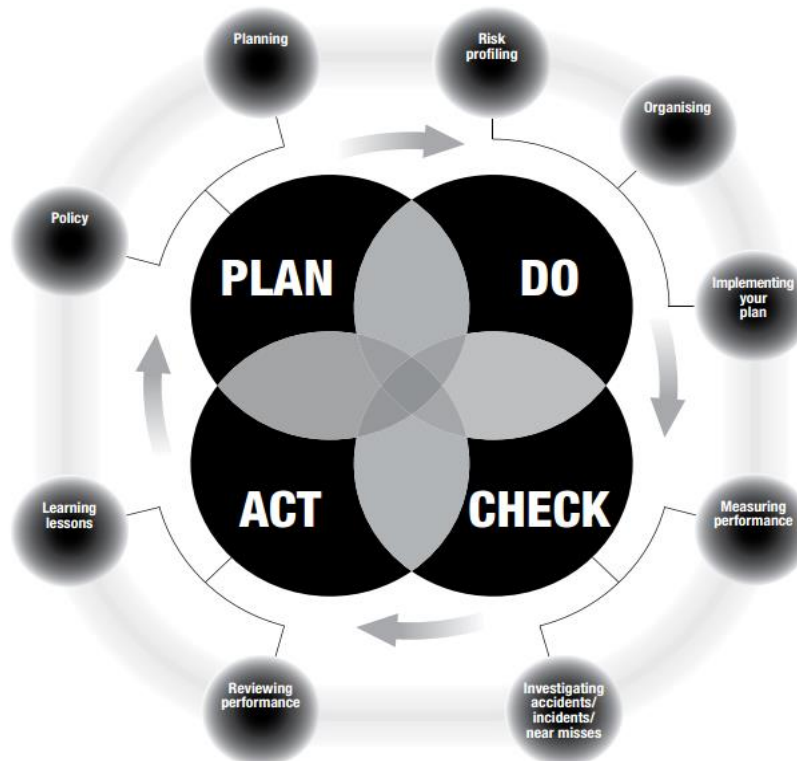 Planning
Risk
profiling
Organising
Policy
PLAN
DO
Implementing
your
plan
Learning
lessons
ACT
CHECK
Measuring
performance
Reviewing
performance
Investigating
accidents/
incidents/
near misses